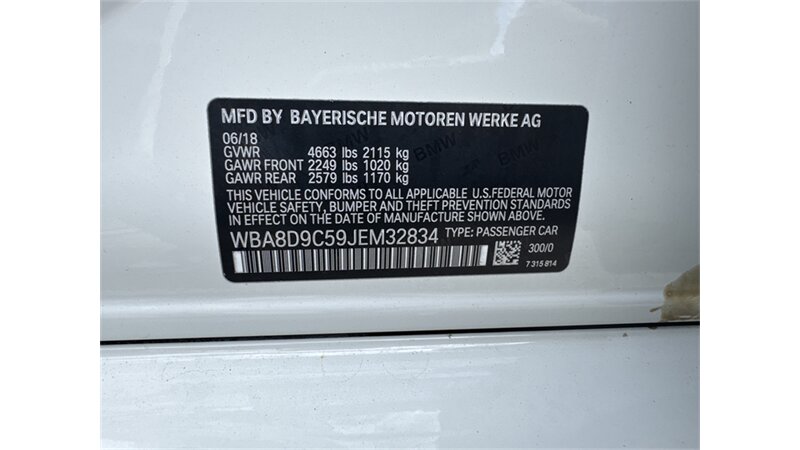 MFD BY BAYERISCHE MOTOREN WERKE AG
06/18
GVWR 4663 lbs 2115 kg
GAWR FRONT 2249 lbs 1020 kg
GAWR REAR 2579 lbs 1170 kg
THIS VEHICLE CONFORMS TO ALL APPLICABLE U.S.FEDERAL MOTOR
VEHICLE SAFETY, BUMPER AND THEFT PREVENTION STANDARDS
IN EFFECT ON THE DATE OF MANUFACTURE SHOWN ABOVE.
WBA8D9C59JEM32834 TYPE: PASSENGER CAR
300/0
7 315 814
BMW
BMW